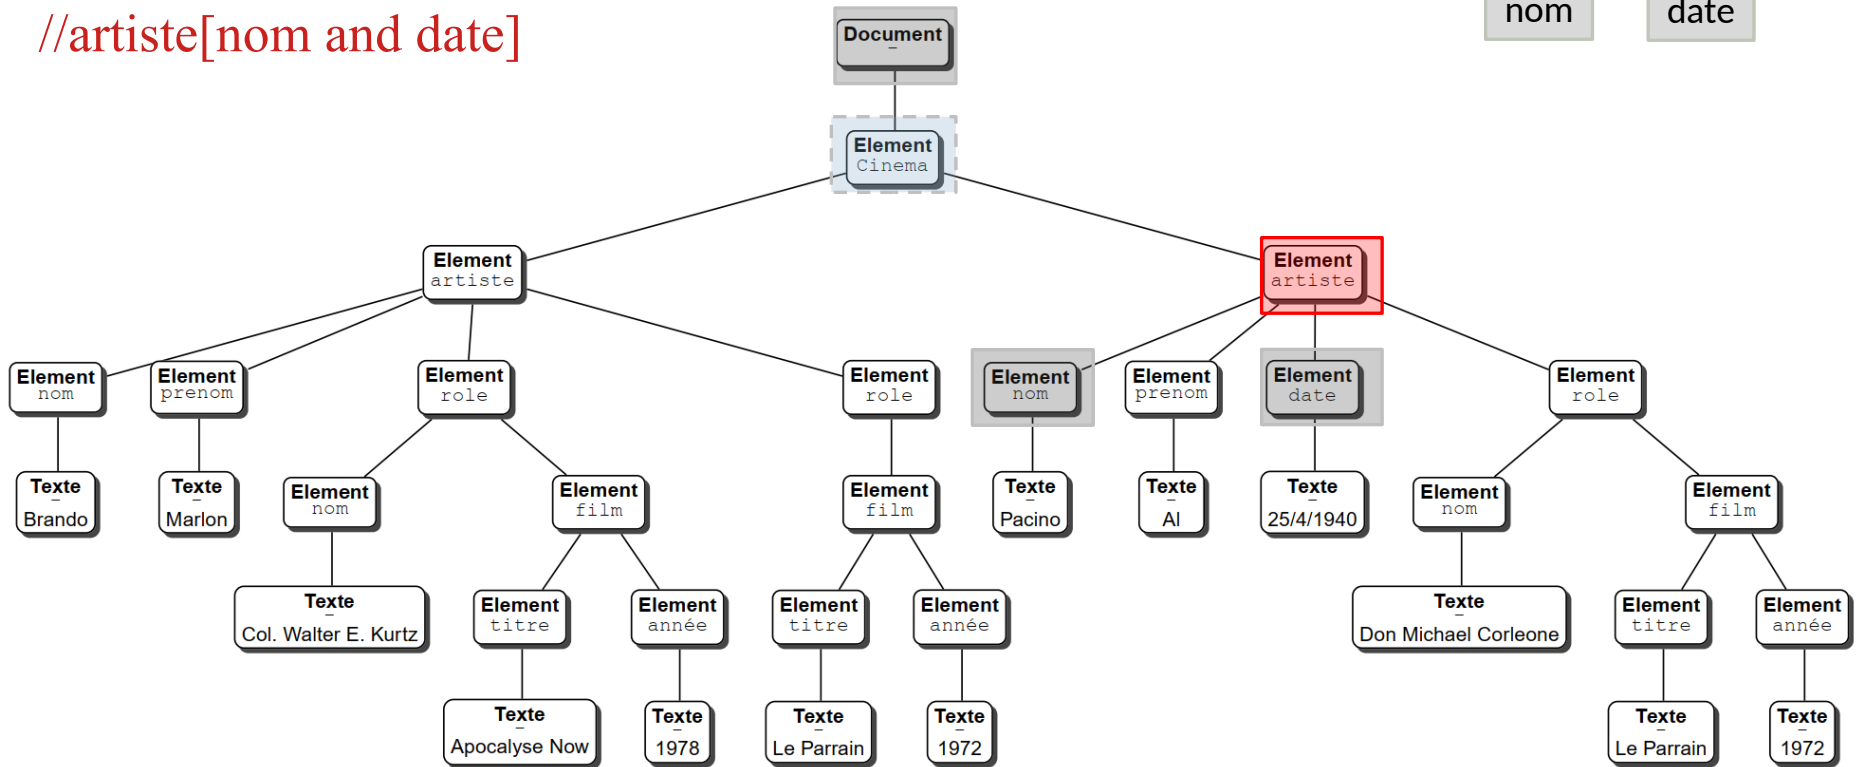 //artiste[nom and date]
nom
date
Document
–
Element
Cinema
Element
artiste
Element
artiste
Element
nom
Element
prenom
Element
role
Element
role
Element
nom
Element
prenom
Element
date
Element
role
Texte
–
Brando
Texte
–
Marlon
Element
nom
Element
film
Element
film
Texte
–
Pacino
Texte
–
Al
Texte
–
25/4/1940
Element
nom
Element
film
Texte
–
Col. Walter E. Kurtz
Element
titre
Element
année
Element
titre
Element
année
Texte
–
Don Michael Corleone
Element
titre
Element
année
Texte
–
Apocalyse Now
Texte
–
1978
Texte
–
Le Parrain
Texte
–
1972
Texte
–
Le Parrain
Texte
–
1972